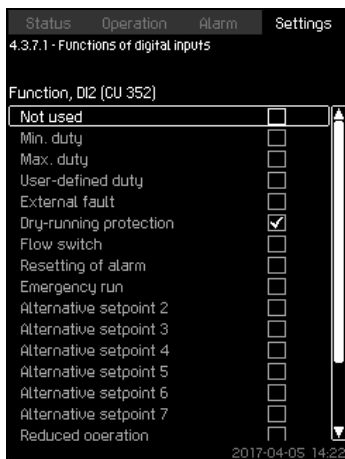 Status Operation Alarm Settings
4.3.7.1 - Functions of digital inputs
Function, DI2 (CU 352)
Not used
Min. duty
Max. duty
User-defined duty
External fault
Dry-running protection
Flow switch
Resetting of alarm
Emergency run
Alternative setpoint 2
Alternative setpoint 3
Alternative setpoint 4
Alternative setpoint 5
Alternative setpoint 6
Alternative setpoint 7
Reduced operation
2017-04-05 14:22